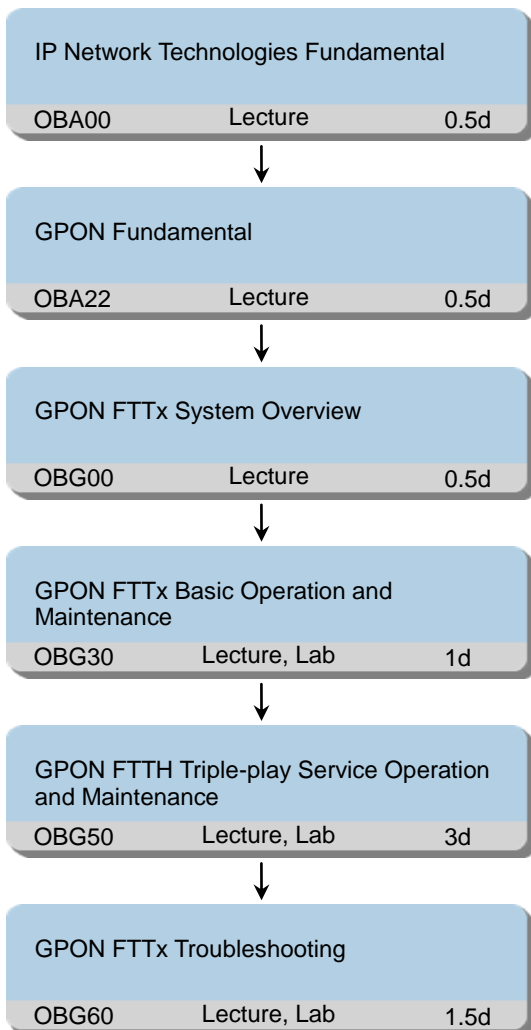 IP Network Technologies Fundamental
OBA00 Lecture 0.5d
GPON Fundamental
OBA22 Lecture 0.5d
GPON FTTx System Overview
OBG00 Lecture 0.5d
GPON FTTx Basic Operation and
Maintenance
OBG30 Lecture, Lab 1d
GPON FTTH Triple-play Service Operation
and Maintenance
OBG50 Lecture, Lab 3d
GPON FTTx Troubleshooting
OBG60 Lecture, Lab 1.5d